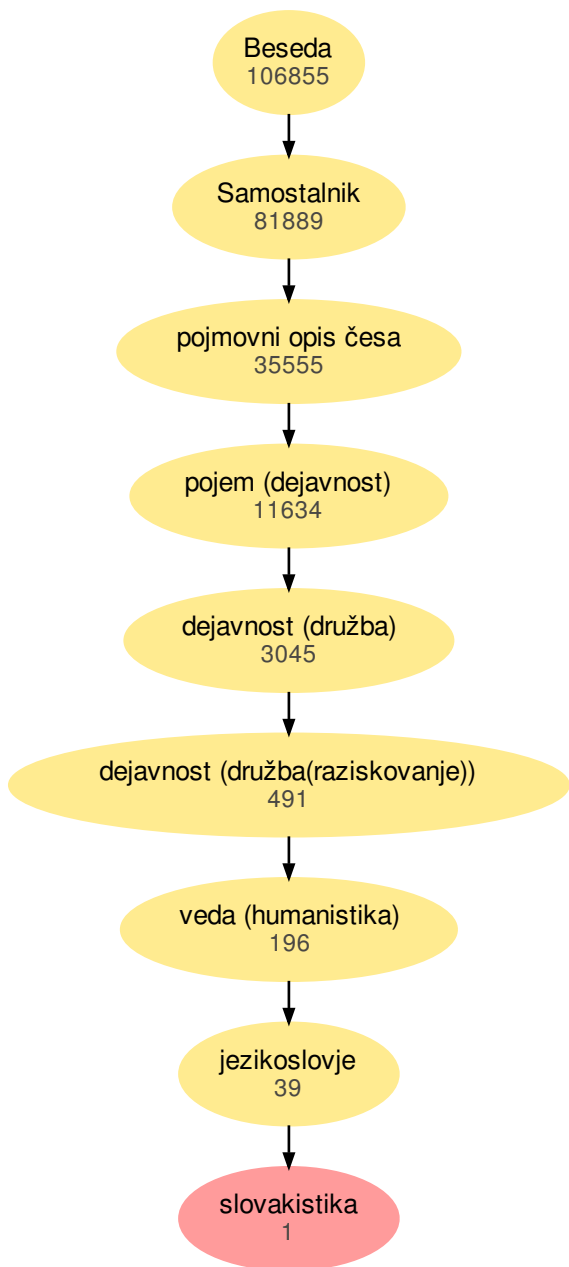 Beseda
106855
Samostalnik
81889
pojmovni opis česa
35555
pojem (dejavnost)
11634
dejavnost (družba)
3045
dejavnost (družba(raziskovanje))
491
veda (humanistika)
196
jezikoslovje
39
slovakistika
1